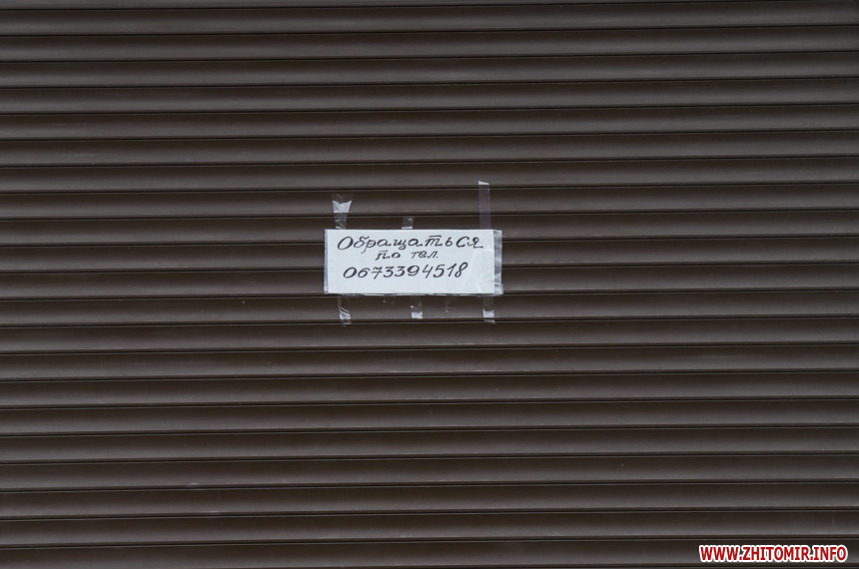 Обращаться
по тел.
0673394518
WWW.ZHITOMIR.INFO